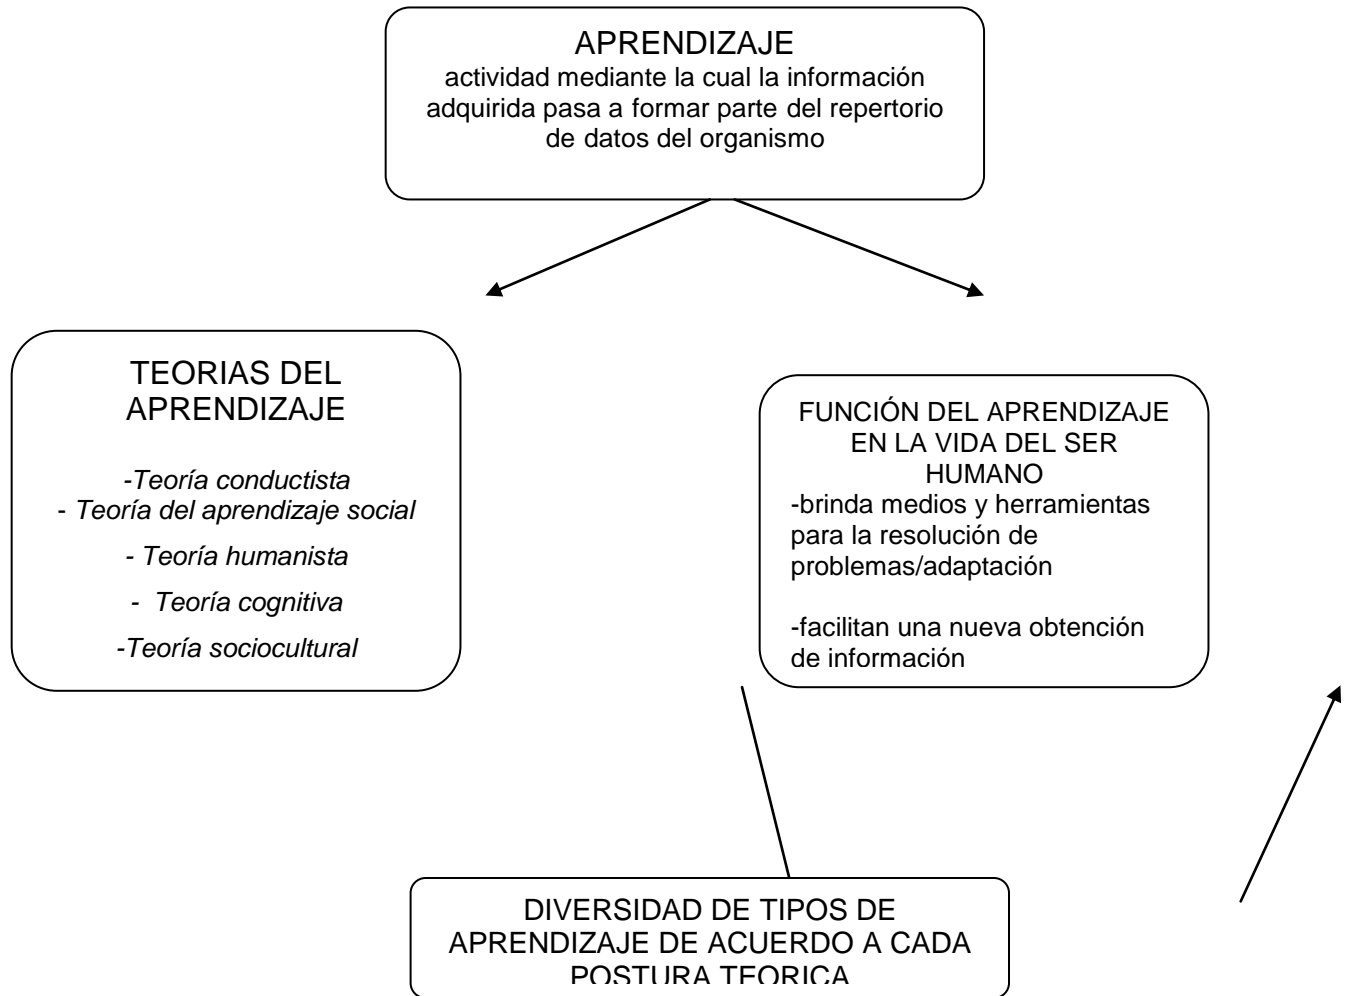 APRENDIZAJE
actividad mediante la cual la información
adquirida pasa a formar parte del repertorio
de datos del organismo
TEORIAS DEL
APRENDIZAJE
-Teoría conductista
- Teoría del aprendizaje social
- Teoría humanista
- Teoría cognitiva
-Teoría sociocultural
FUNCIÓN DEL APRENDIZAJE
EN LA VIDA DEL SER
HUMANO
-brinda medios y herramientas
para la resolución de
problemas/adaptación
-facilitan una nueva obtención
de información
DIVERSIDAD DE TIPOS DE
APRENDIZAJE DE ACUERDO A CADA
POSTURA TEORICA